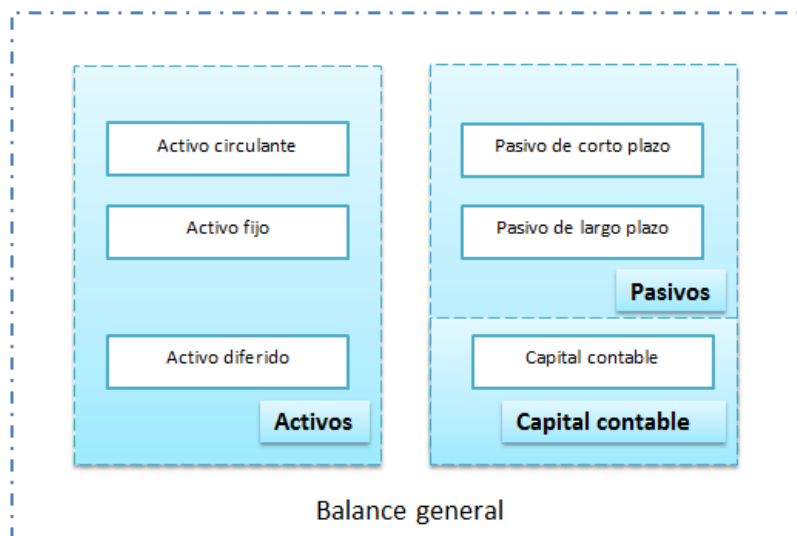 Activo circulante
Activo fijo
Activo diferido
Activos
Pasivo de corto plazo
Pasivo de largo plazo
Pasivos
Capital contable
Capital contable
Balance general